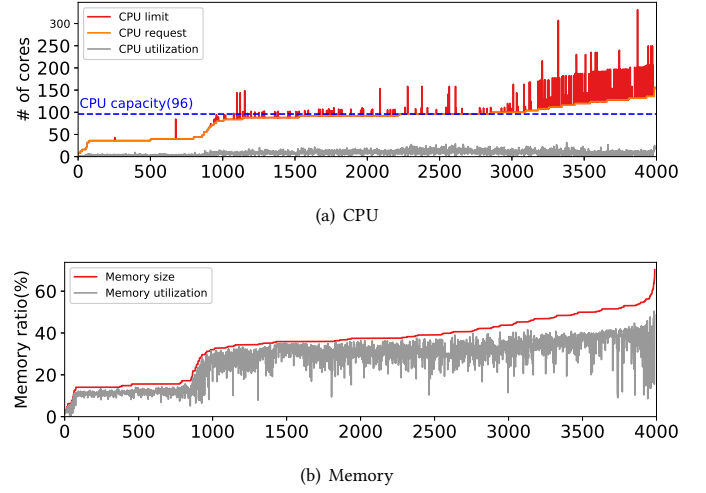 CPU limit
CPU request
CPU utilization
# of cores
300
250
200
150
100
50
0
CPU capacity(96)
0 500 1000 1500 2000 2500 3000 3500 4000
(a) CPU
Memory size
Memory utilization
Memory ratio(%)
60
40
20
0
0 500 1000 1500 2000 2500 3000 3500 4000
(b) Memory